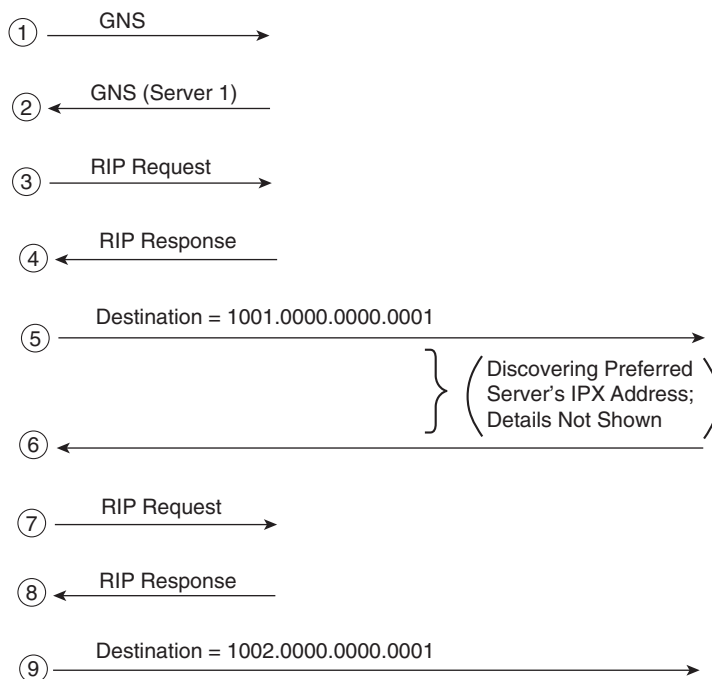 ① GNS
② GNS (Server 1)
③ RIP Request
④ RIP Response
⑤ Destination = 1001.0000.0000.0001
Discovering Preferred
Server’s IPX Address;
Details Not Shown
⑥
⑦ RIP Request
⑧ RIP Response
⑨ Destination = 1002.0000.0000.0001